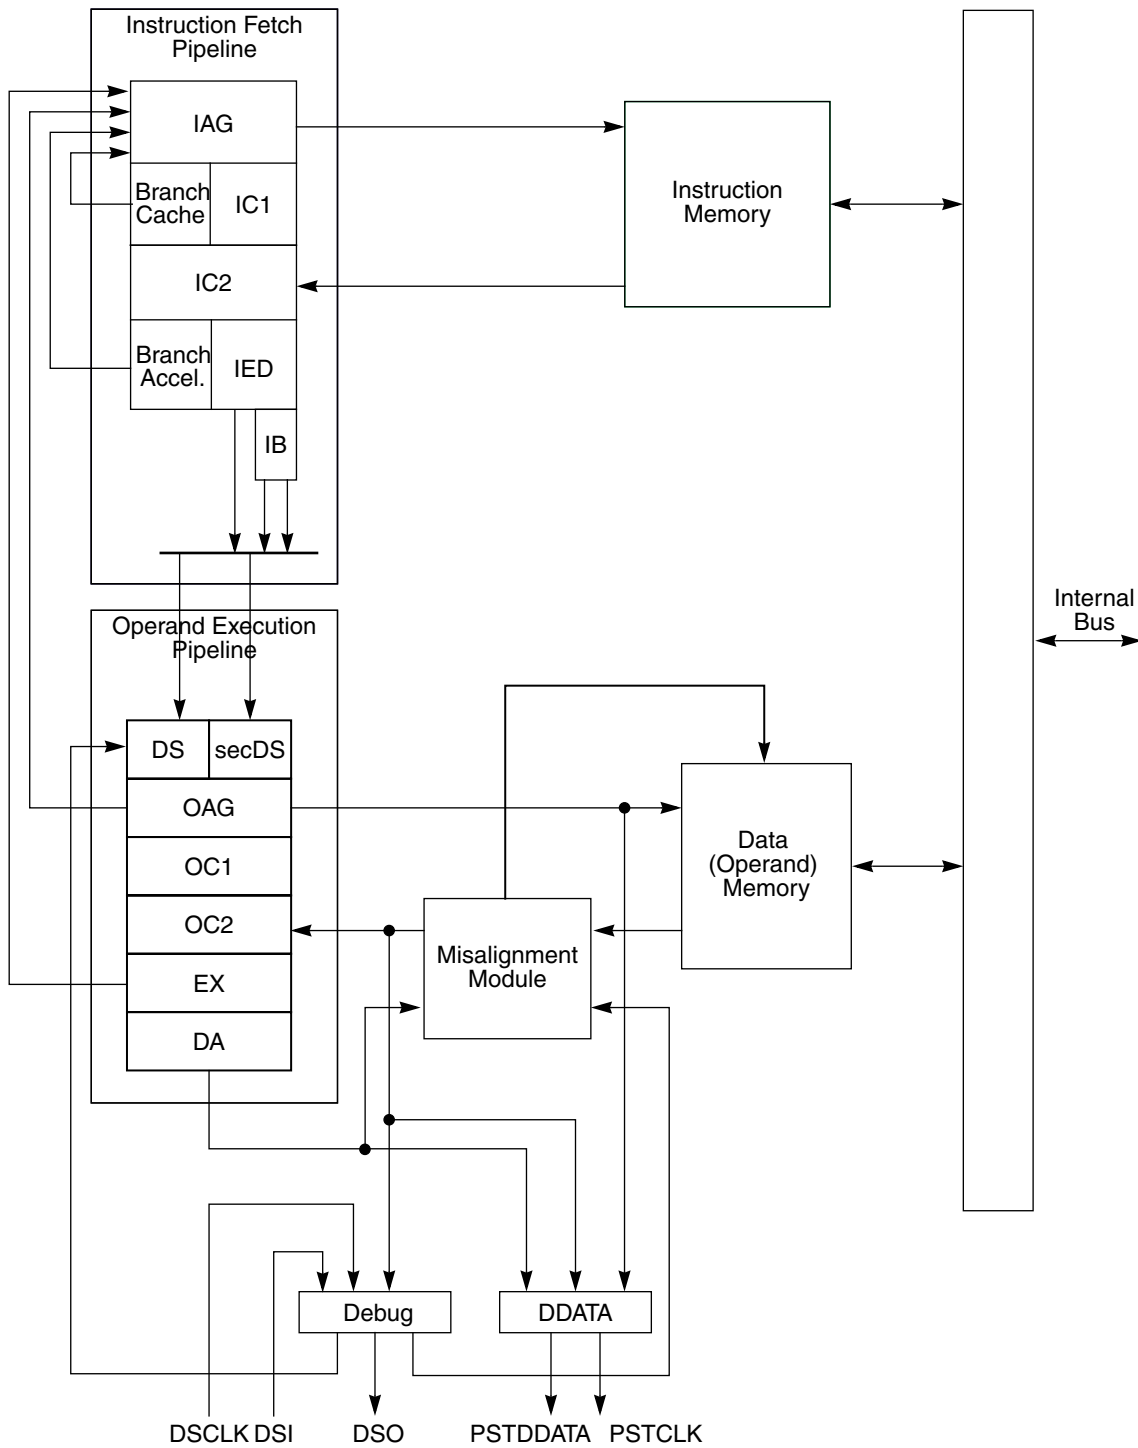 Instruction Fetch
Pipeline
IAG
Branch
Cache
IC1
Instruction
Memory
IC2
Branch
Accel.
IED
IB
Internal
Bus
Operand Execution
Pipeline
DS
secDS
OAG
OC1
OC2
EX
DA
Data
(Operand)
Memory
Misalignment
Module
Debug
DDATA
DSCLK
DSI
DSO
PSTDDATA
PSTCLK